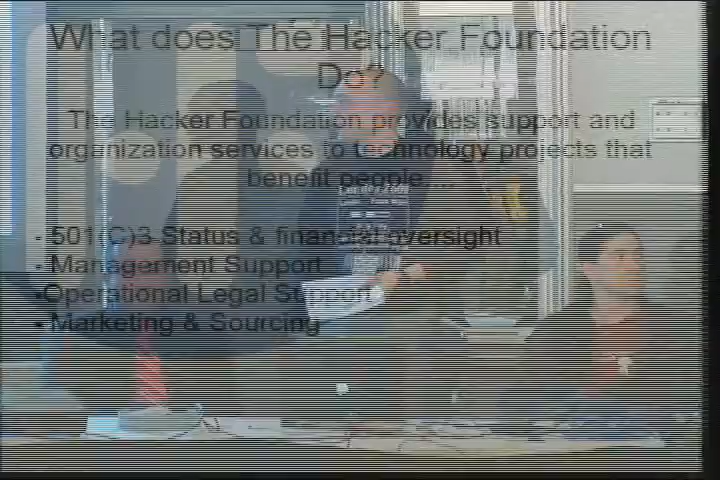 What does The Hacker Foundation
Do?
The Hacker Foundation provides support and
organization services to technology projects that
benefit people....
• 501(C)3 Status & financial oversight
• Management Support
• Operational Legal Support
• Marketing & Sourcing